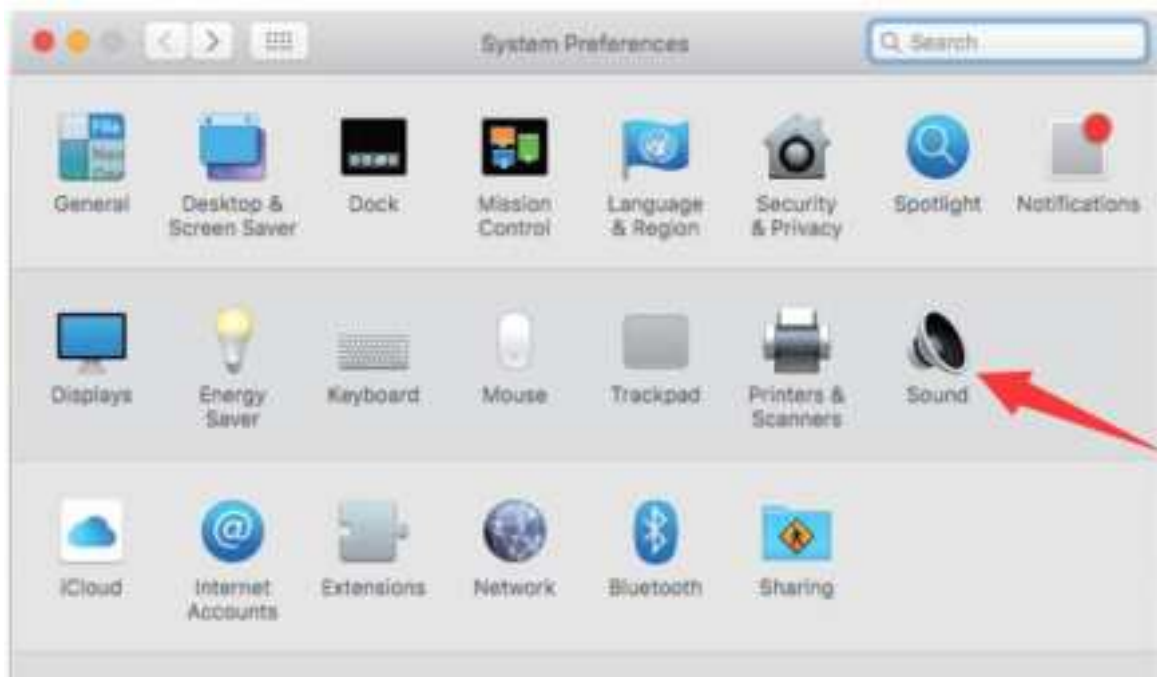 System Preferences
Search
General
Desktop &
Screen Saver
Dock
Mission
Control
Language
& Region
Security
& Privacy
Spotlight
Notifications
Displays
Energy
Saver
Keyboard
Mouse
Trackpad
Printers &
Scanners
Sound
iCloud
Internet
Accounts
Extensions
Network
Bluetooth
Sharing